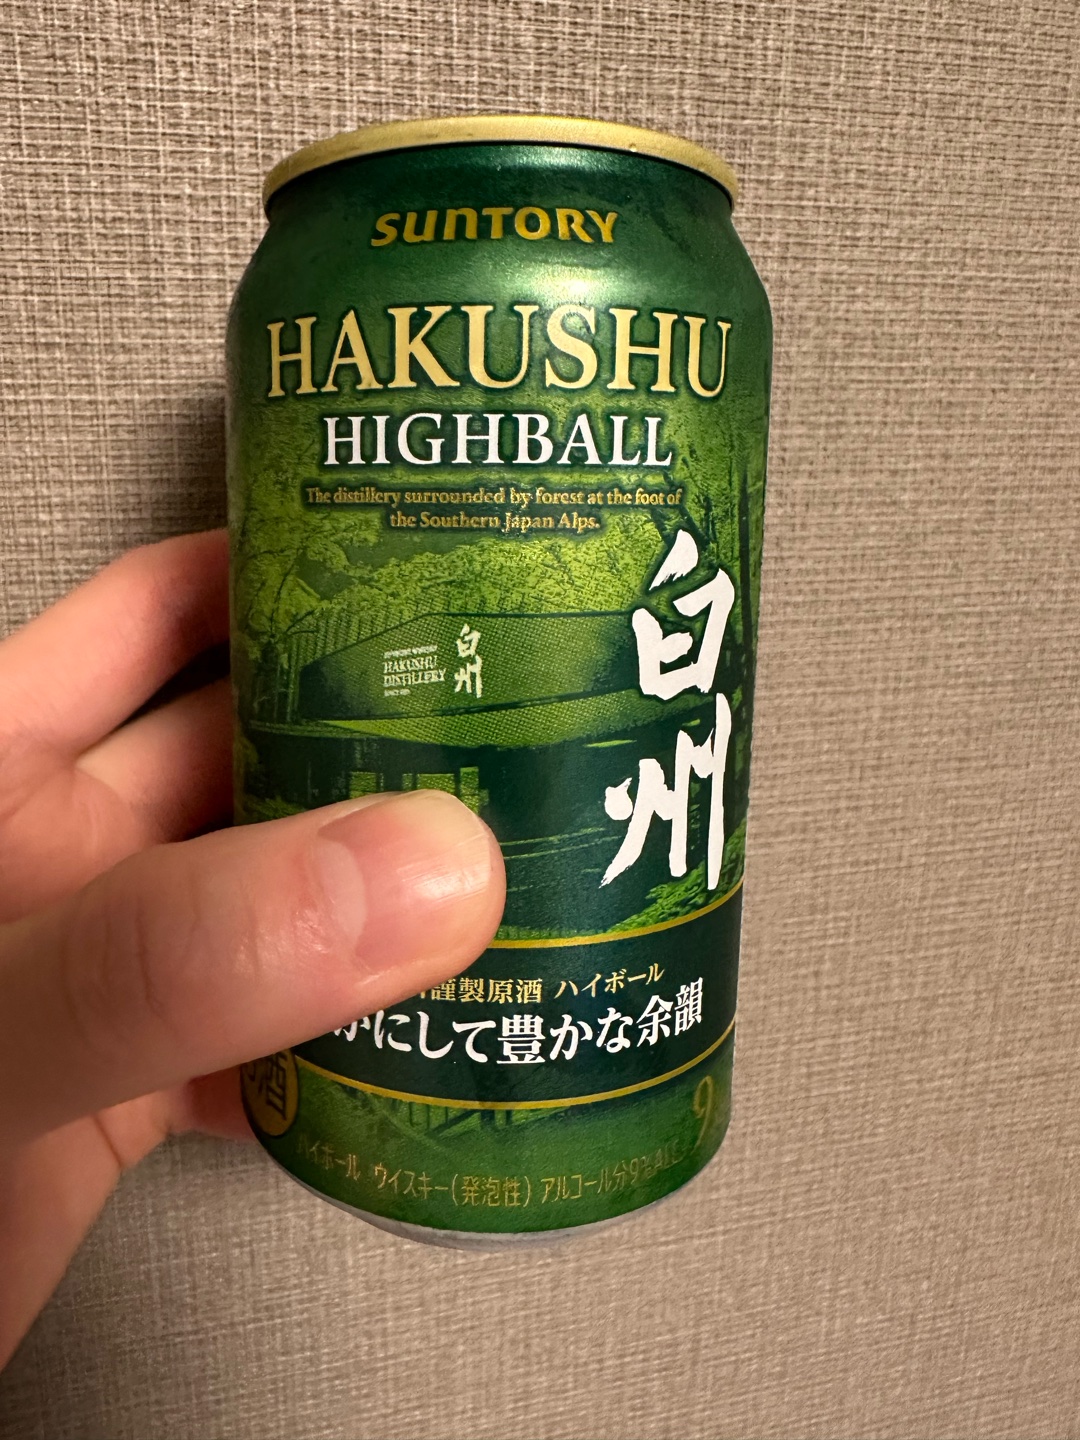 SUNTORY
HAKUSHU
HIGHBALL
The distillery surrounded by forest at the foot of
the Southern Japan Alps.
白州
HAKUSHU
DISTILLERY
白州
謹製原酒 ハイボール
かにして豊かな余韻
酒
9
ハイボール ウイスキー(発泡性) アルコール分9%